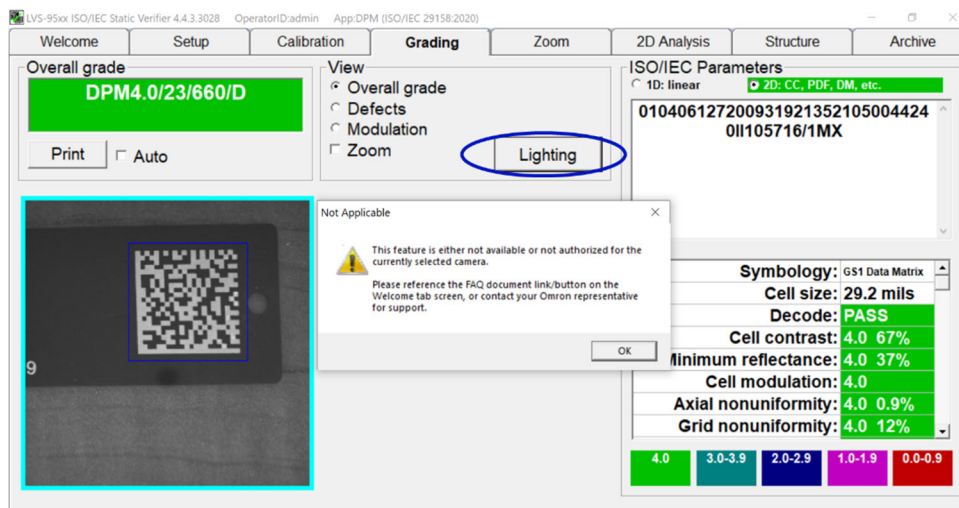 LVS-95xx ISO/IEC Static Verifier 4.4.3.3028 OperatorID:admin App:DPM (ISO/IEC 29158:2020)
Welcome Setup Calibration Grading Zoom 2D Analysis Structure Archive
Overall grade
DPM4.0/23/660/D
Print Auto
View
Overall grade
Defects
Modulation
Zoom
Lighting
ISO/IEC Parameters
1D: linear 2D: CC, PDF, DM, etc.
010406127200931921352105004424
0II105716/1MX
Not Applicable
This feature is either not available or not authorized for the
currently selected camera.
Please reference the FAQ document link/button on the
Welcome tab screen, or contact your Omron representative
for support.
OK
9
Symbology: GS1 Data Matrix
Cell size: 29.2 mils
Decode: PASS
Cell contrast: 4.0 67%
Minimum reflectance: 4.0 37%
Cell modulation: 4.0
Axial nonuniformity: 4.0 0.9%
Grid nonuniformity: 4.0 12%
4.0 3.0-3.9 2.0-2.9 1.0-1.9 0.0-0.9